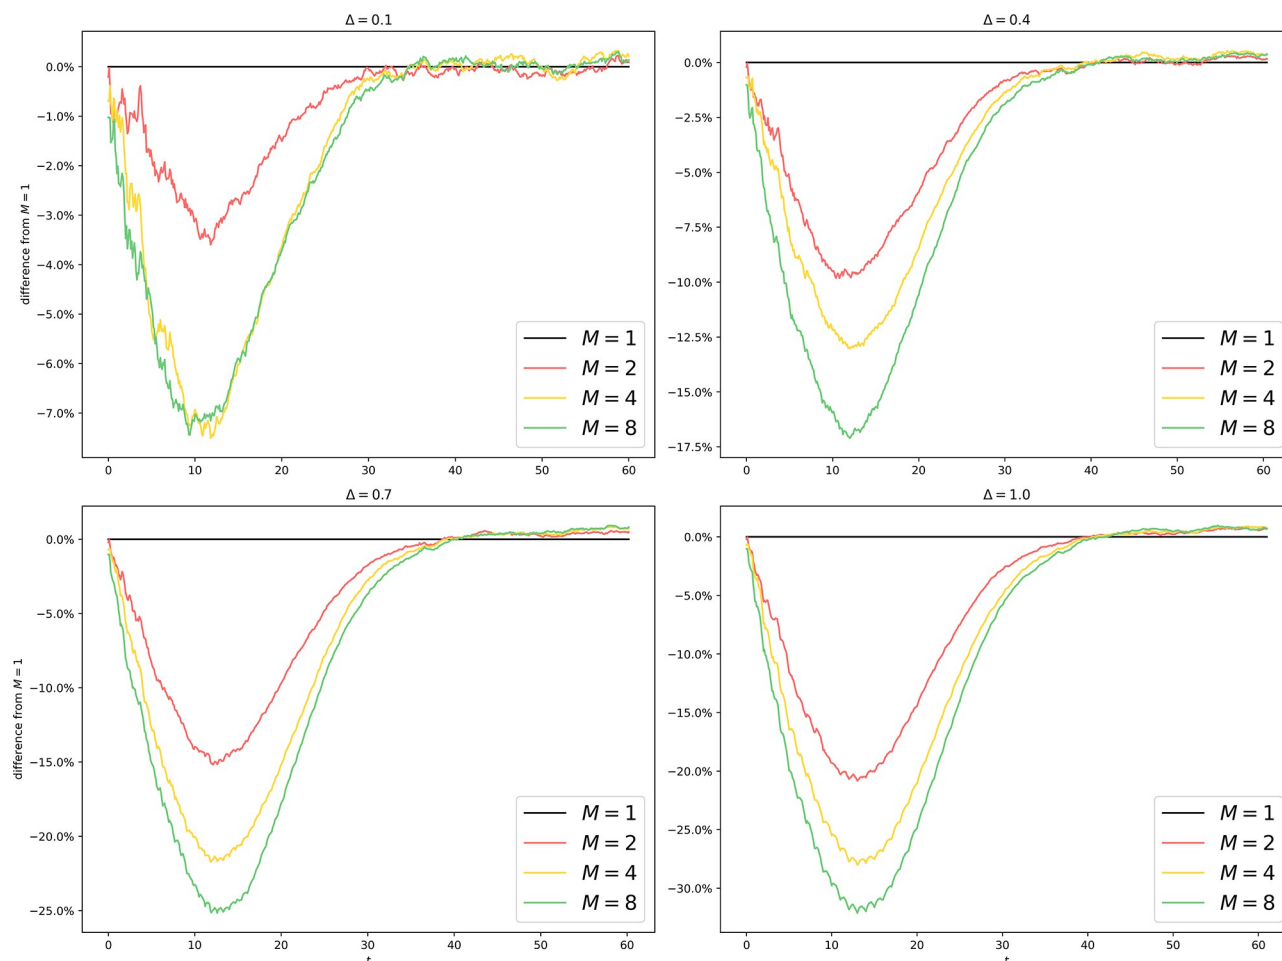 Δ = 0.1
0.0%
−1.0%
−2.0%
−3.0%
−4.0%
−5.0%
−6.0%
−7.0%
difference from M = 1
0 10 20 30 40 50 60
M = 1
M = 2
M = 4
M = 8
Δ = 0.4
0.0%
−2.5%
−5.0%
−7.5%
−10.0%
−12.5%
−15.0%
−17.5%
0 10 20 30 40 50 60
M = 1
M = 2
M = 4
M = 8
Δ = 0.7
0.0%
−5.0%
−10.0%
−15.0%
−20.0%
−25.0%
difference from M = 1
0 10 20 30 40 50 60
t
M = 1
M = 2
M = 4
M = 8
Δ = 1.0
0.0%
−5.0%
−10.0%
−15.0%
−20.0%
−25.0%
−30.0%
0 10 20 30 40 50 60
t
M = 1
M = 2
M = 4
M = 8